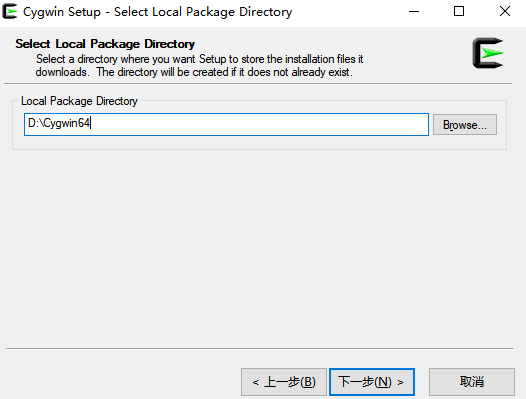 Cygwin Setup - Select Local Package Directory
Select Local Package Directory
Select a directory where you want Setup to store the installation files it
downloads. The directory will be created if it does not already exist.
Local Package Directory
D:\Cygwin64
Browse...
< 上一步(B)
下一步(N) >
取消